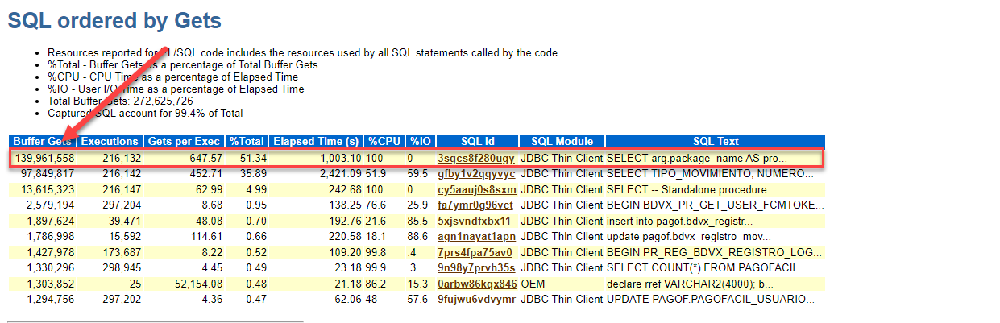 SQL ordered by Gets
• Resources reported for PL/SQL code includes the resources used by all SQL statements called by the code.
• %Total - Buffer Gets as a percentage of Total Buffer Gets
• %CPU - CPU Time as a percentage of Elapsed Time
• %IO - User I/O Time as a percentage of Elapsed Time
• Total Buffer Gets: 272,625,726
• Captured SQL account for 99.4% of Total
Buffer Gets Executions Gets per Exec %Total Elapsed Time (s) %CPU %IO SQL Id SQL Module SQL Text
139,961,558 216,132 647.57 51.34 1,003.10 100 0 3sgcs8f280ugy JDBC Thin Client SELECT arg.package_name AS pro...
97,849,817 216,142 452.71 35.89 2,421.09 51.9 59.5 gfby1v2qqyvyc JDBC Thin Client SELECT TIPO_MOVIMIENTO, NUMERO...
13,615,323 216,147 62.99 4.99 242.68 100 0 cy5aauj0s8sxm JDBC Thin Client SELECT -- Standalone procedure...
2,579,194 297,204 8.68 0.95 138.25 76.6 25.9 fa7ymr0g96vct JDBC Thin Client BEGIN BDVX_PR_GET_USER_FCMTOKE...
1,897,624 39,471 48.08 0.70 192.76 21.6 85.5 5xjsvndfxbx11 JDBC Thin Client insert into pagof.bdvx_registr...
1,786,998 15,592 114.61 0.66 220.58 18.1 88.6 agn1nayat1apn JDBC Thin Client update pagof.bdvx_registro_mov...
1,427,978 173,687 8.22 0.52 109.20 99.8 .4 7prs4fpa75av0 JDBC Thin Client BEGIN PR_REG_BDVX_REGISTRO_LOG...
1,330,296 298,945 4.45 0.49 23.18 99.9 .3 9n98y7prvh35s JDBC Thin Client SELECT COUNT(*) FROM PAGOFACIL...
1,303,852 25 52,154.08 0.48 21.18 86.2 15.3 0arbw86kqx846 OEM declare rref VARCHAR2(4000); b...
1,294,756 297,202 4.36 0.47 62.06 48 57.6 9fujwu6vdvymr JDBC Thin Client UPDATE PAGOF.PAGOFACIL_USUARIO...